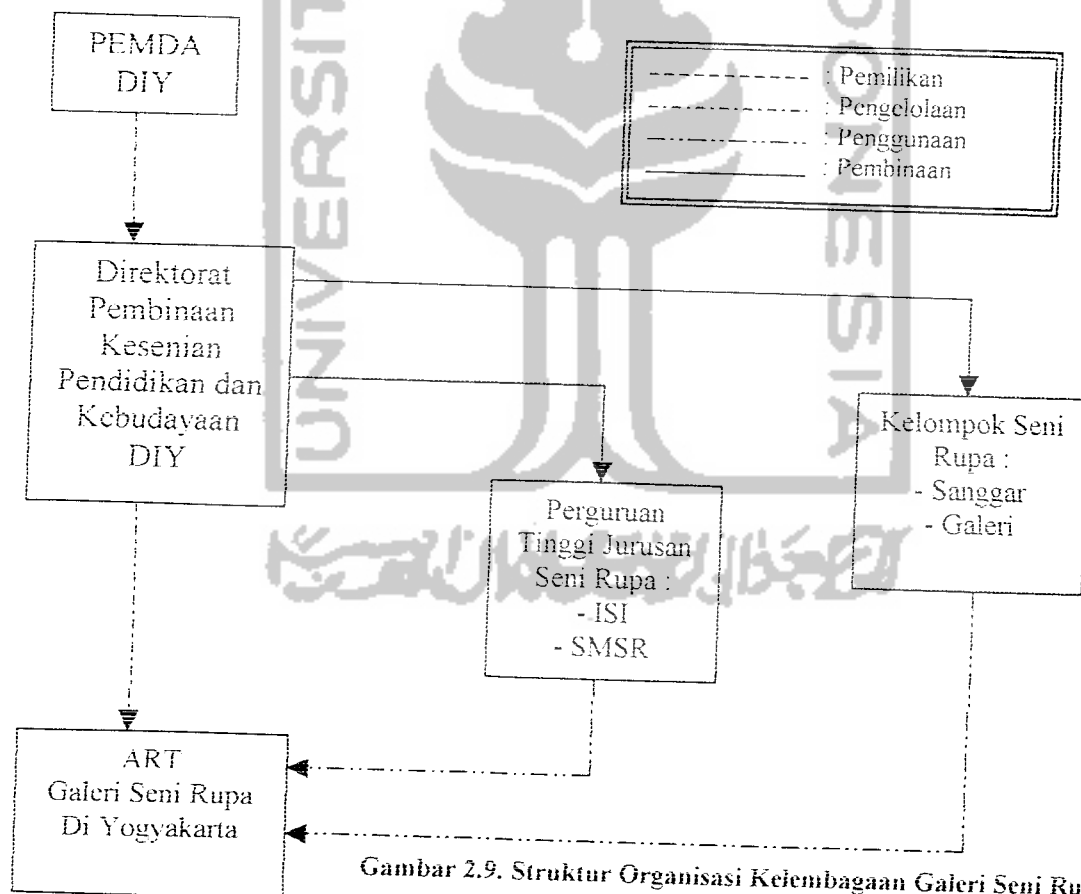 PEMDA
DIY
: Pemilikan
: Pengelolaan
: Penggunaan
: Pembinaan
Direktorat
Pembinaan
Kesenian
Pendidikan dan
Kebudayaan
DIY
Kelompok Seni
Rupa :
- Sanggar
- Galeri
Perguruan
Tinggi Jurusan
Seni Rupa :
- ISI
- SMSR
ART
Galeri Seni Rupa
Di Yogyakarta
Gambar 2.9. Struktur Organisasi Kelembagaan Galeri Seni Ru
UNIVERSIT
ONESIA